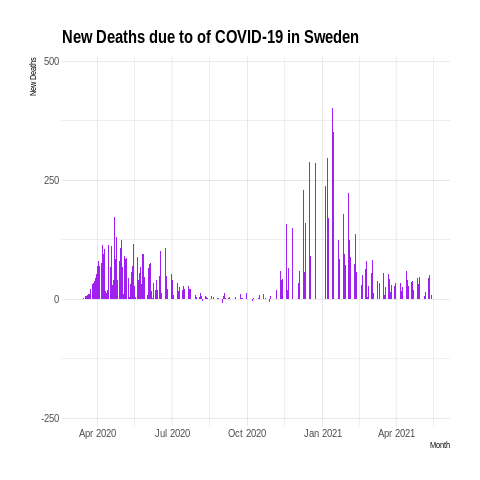 New Deaths due to of COVID-19 in Sweden
New Deaths
500
250
0
-250
Apr 2020 Jul 2020 Oct 2020 Jan 2021 Apr 2021
Month